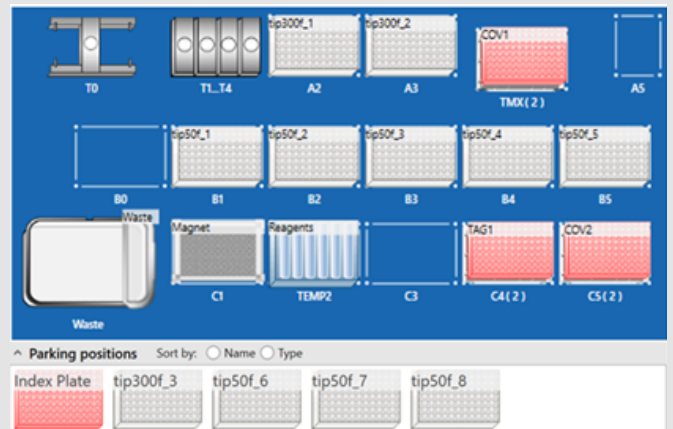 tip300f_1
tip300f_2
COV1
T0
T1...T4
A2
A3
TMX ( 2 )
A5
tip50f_1
tip50f_2
tip50f_3
tip50f_4
tip50f_5
B0
B1
B2
B3
B4
B5
Waste
Magnet
Reagents
TAG1
COV2
C1
TEMP2
C3
C4 ( 2 )
C5 ( 2 )
Waste
Parking positions Sort by: Name Type
Index Plate
tip300f_3
tip50f_6
tip50f_7
tip50f_8